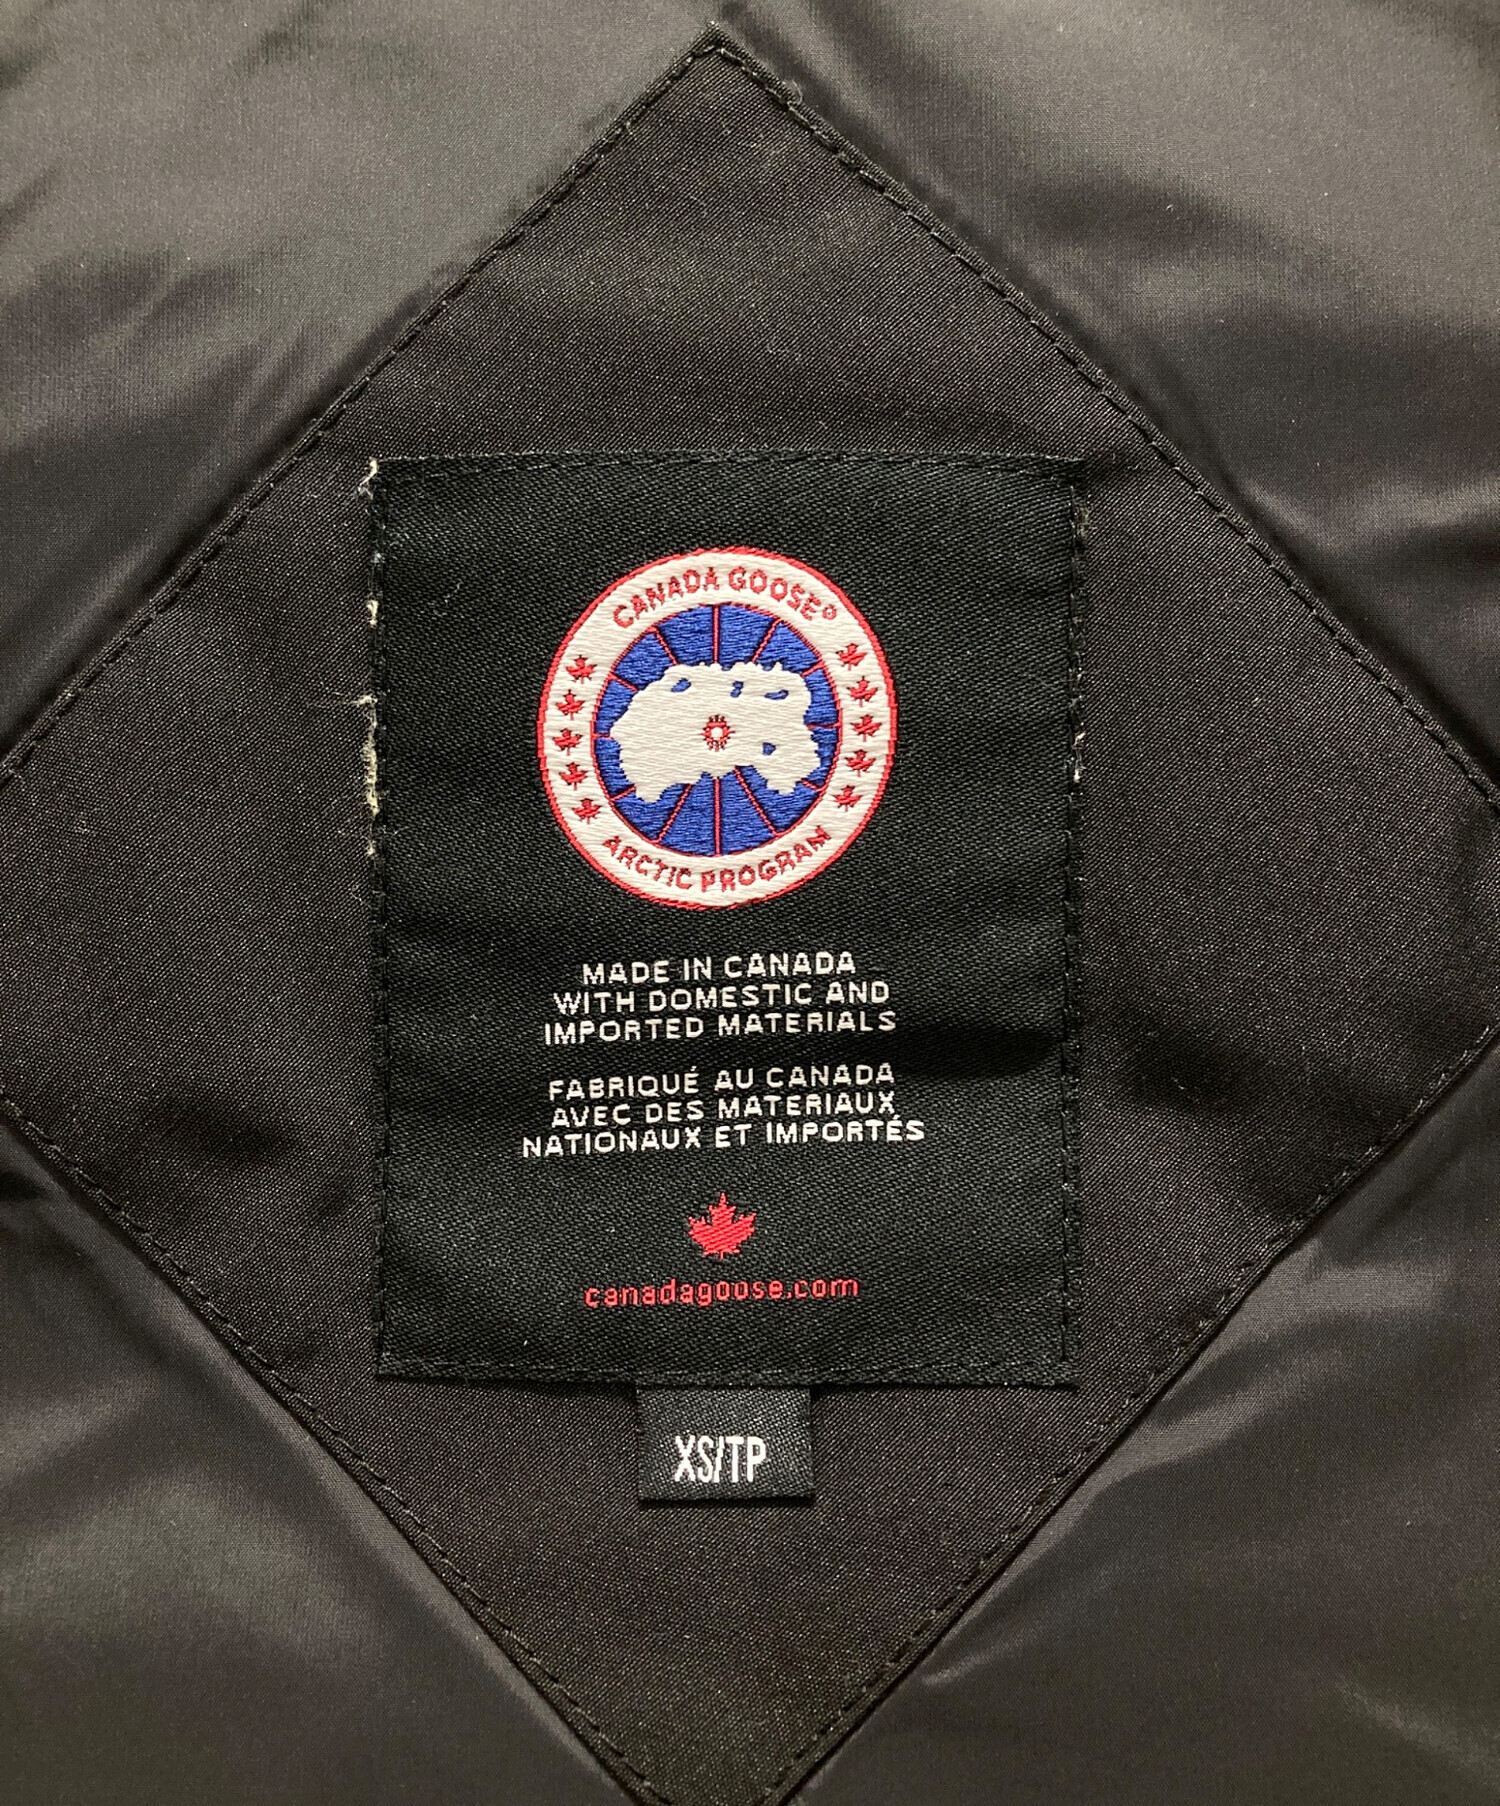 CANADA GOOSE®
ARCTIC PROGRAM
MADE IN CANADA
WITH DOMESTIC AND
IMPORTED MATERIALS
FABRIQUÉ AU CANADA
AVEC DES MATERIAUX
NATIONAUX ET IMPORTÉS
canadagoose.com
XS/TP